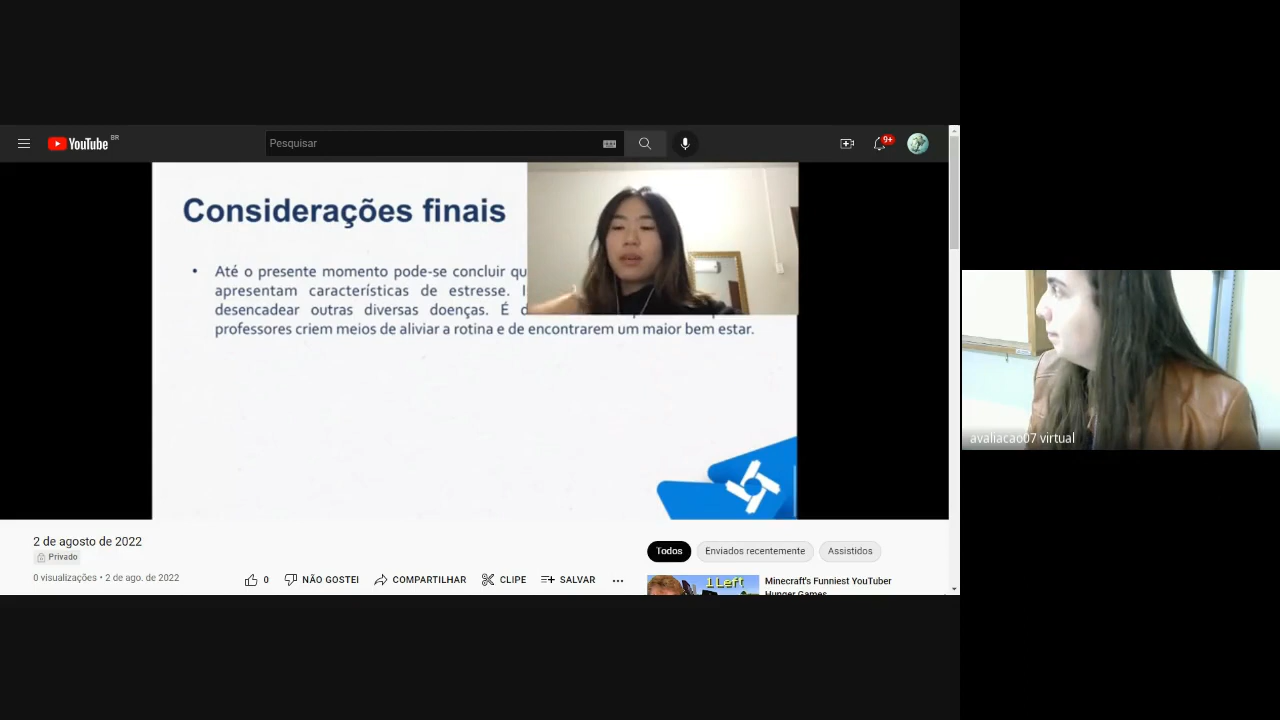 YouTube BR
Pesquisar
9+
Considerações finais
• Até o presente momento pode-se concluir qu
apresentam características de estresse.
desencadear outras diversas doenças. É
professores criem meios de aliviar a rotina e de encontrarem um maior bem estar.
avaliacao07 virtual
2 de agosto de 2022
Privado
0 visualizações • 2 de ago. de 2022
0
NÃO GOSTEI
COMPARTILHAR
CLIPE
SALVAR
Todos
Enviados recentemente
Assistidos
1 Left
Minecraft's Funniest YouTuber
Hunger Games